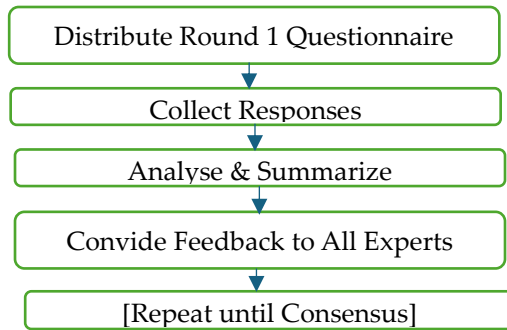 Distribute Round 1 Questionnaire
Collect Responses
Analyse & Summarize
Convide Feedback to All Experts
[Repeat until Consensus]